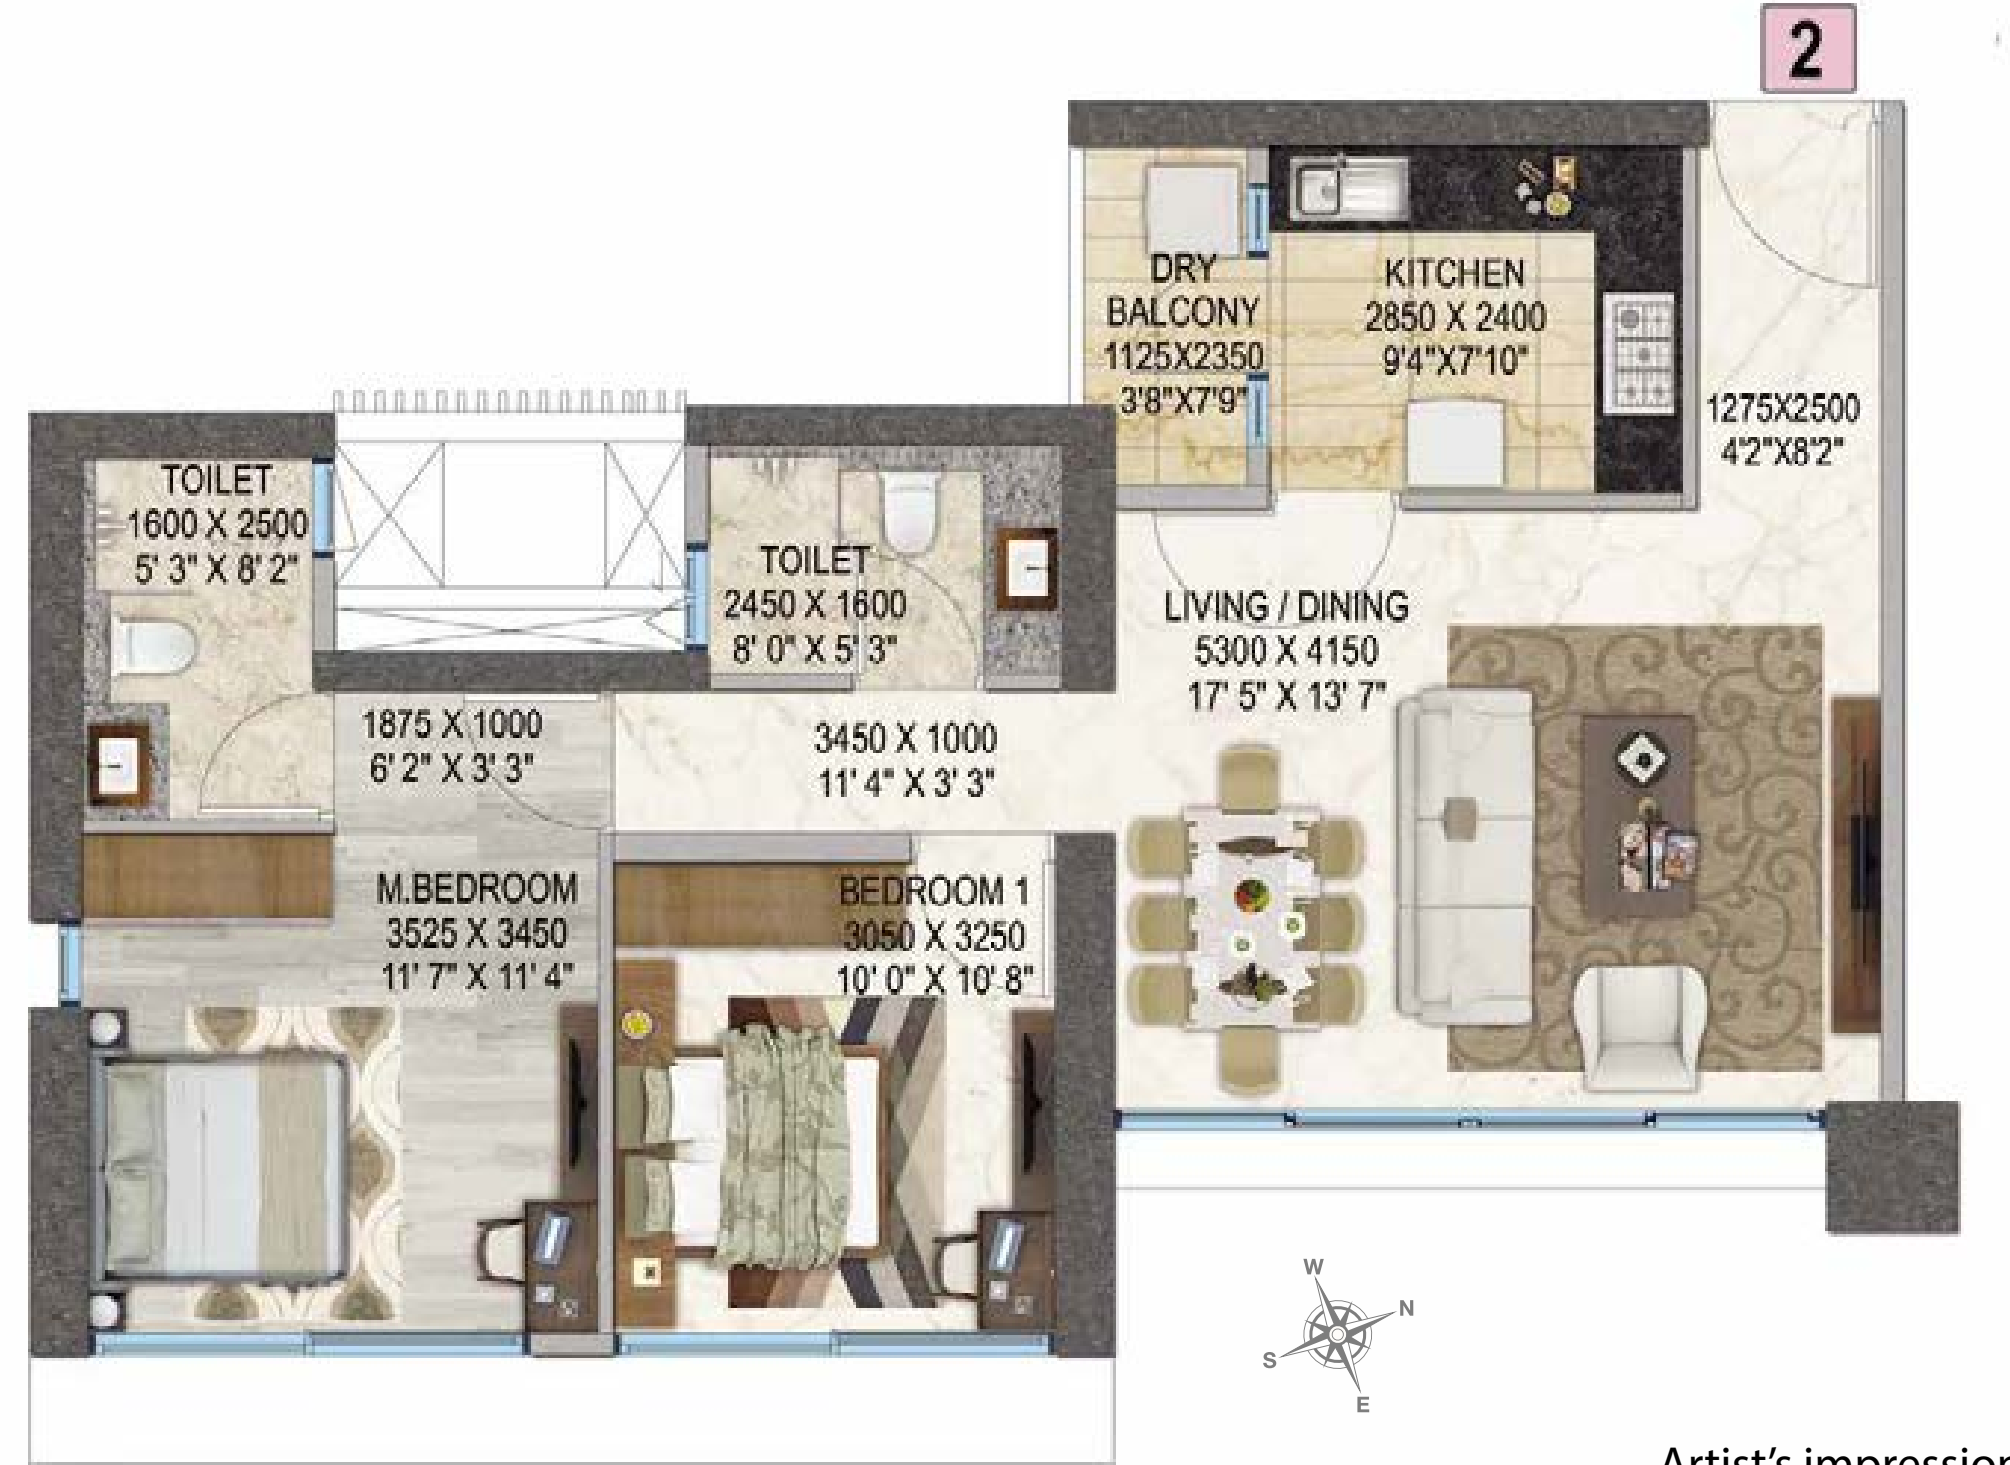 2
DRY
BALCONY
1125X2350
3'8"X7'9"
KITCHEN
2850 X 2400
9'4"X7'10"
1275X2500
4'2"X8'2"
TOILET
1600 X 2500
5' 3" X 8' 2"
TOILET
2450 X 1600
8' 0" X 5' 3"
LIVING / DINING
5300 X 4150
17' 5" X 13' 7"
1875 X 1000
6' 2" X 3' 3"
3450 X 1000
11' 4" X 3' 3"
M.BEDROOM
3525 X 3450
11' 7" X 11' 4"
BEDROOM 1
3050 X 3250
10' 0" X 10' 8"
W
N
S
E
Artist's impression